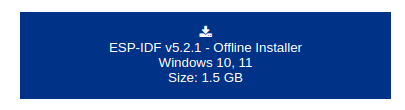 ESP-IDF v5.2.1 - Offline Installer
Windows 10, 11
Size: 1.5 GB